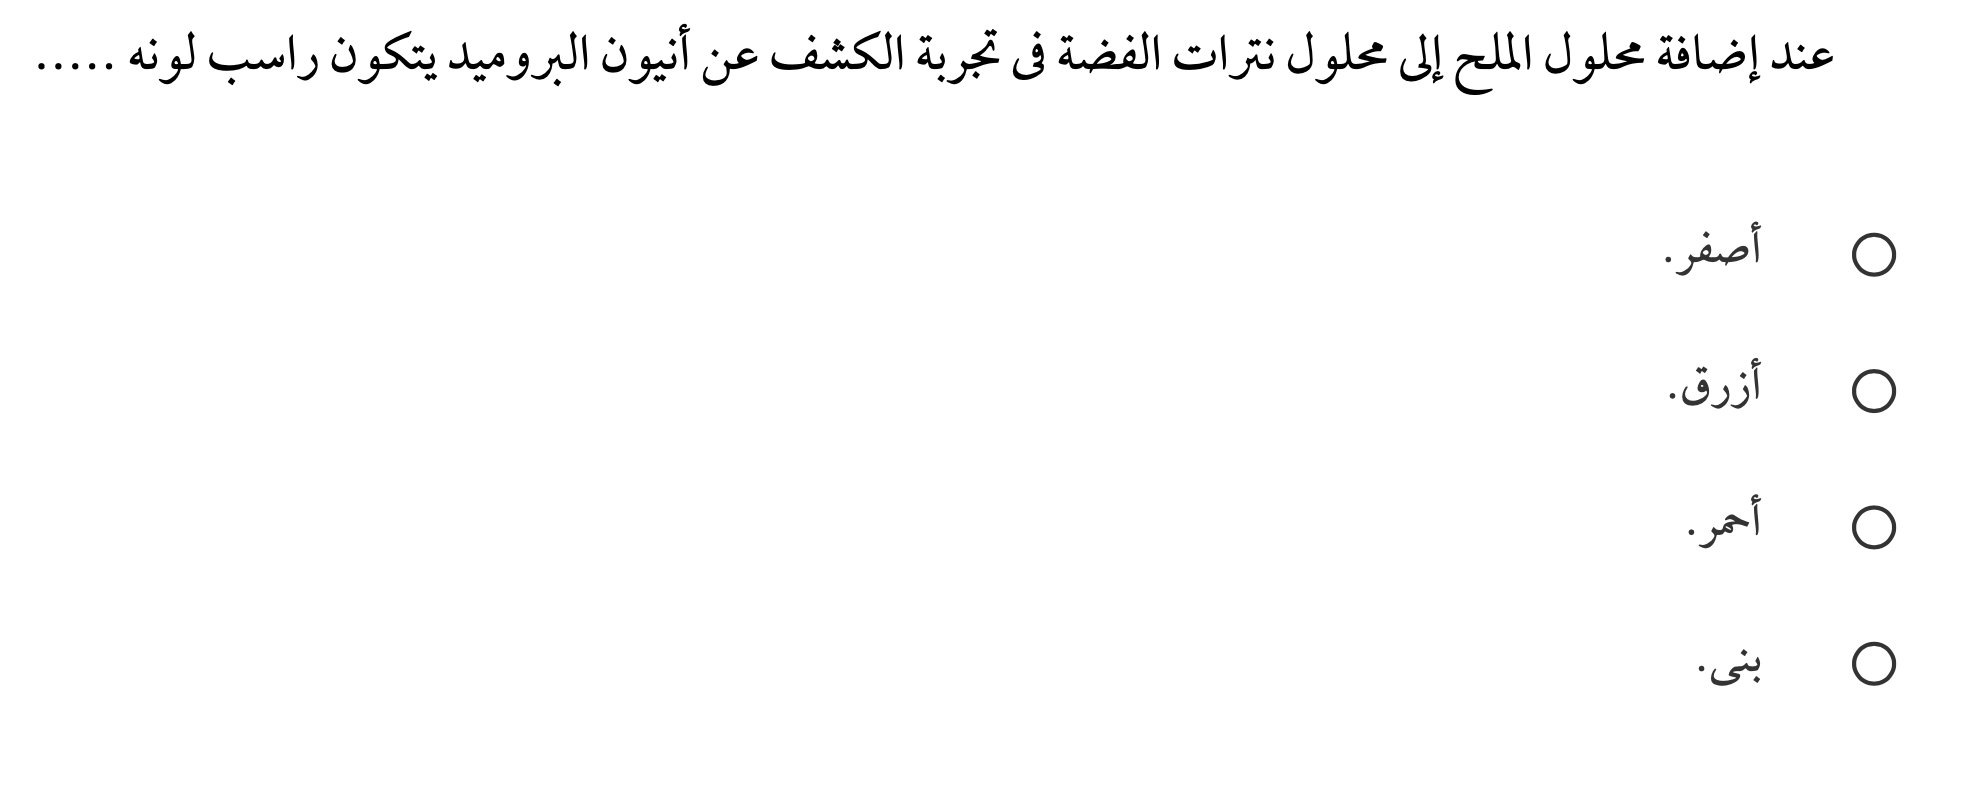 عند إضافة محلول الملح إلى محلول نترات الفضة فى تجربة الكشف عن أنيون البروميد يتكون راسب لونه .....
أصفر.
أزرق.
أحمر.
بنى.